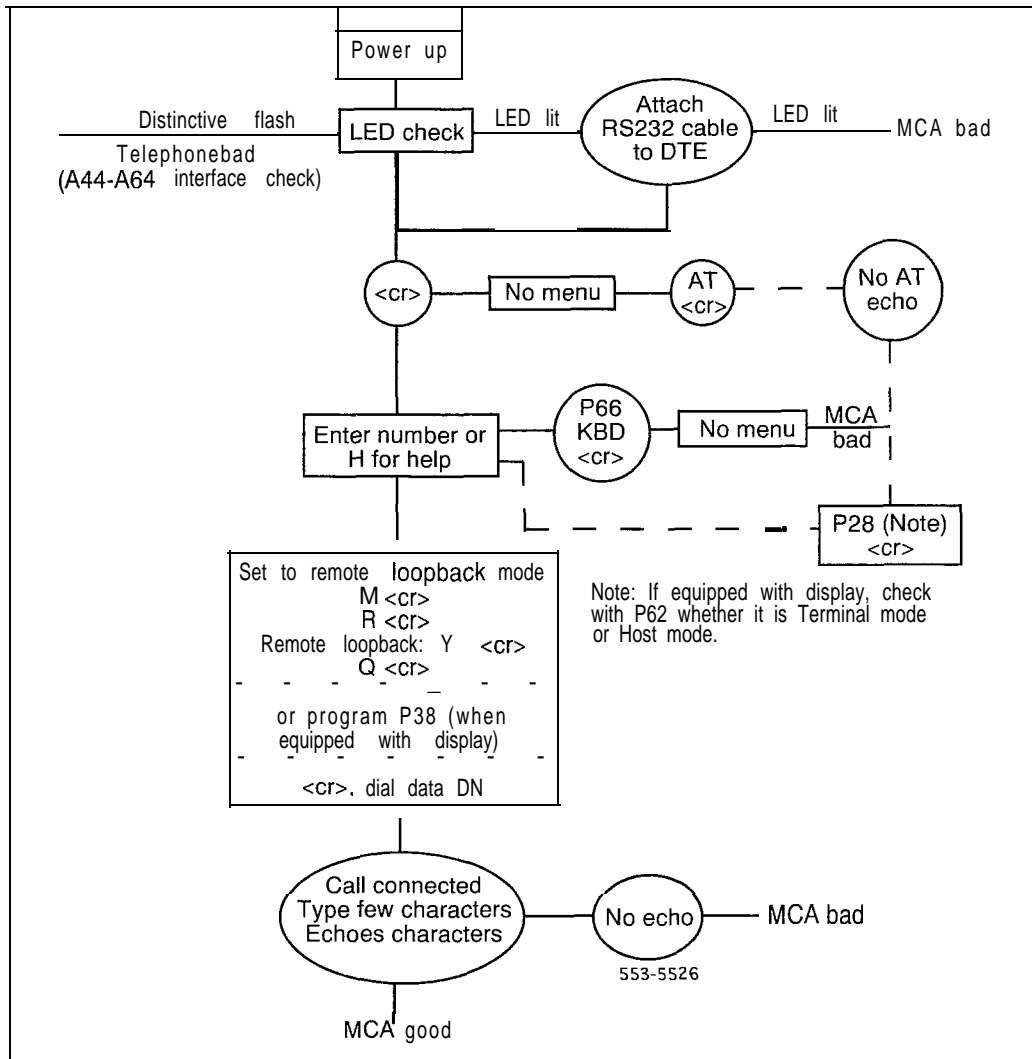 Power up
Distinctive flash
LED check
LED lit
Attach
RS232 cable
to DTE
LED lit
MCA bad
Telephonebad
(A44-A64 interface check)
<cr>
No menu
AT
<cr>
No AT
echo
Enter number or
H for help
P66
KBD
<cr>
No menu
MCA
bad
P28 (Note)
<cr>
Note: If equipped with display, check
with P62 whether it is Terminal mode
or Host mode.
Set to remote loopback mode
M <cr>
R <cr>
Remote loopback: Y <cr>
Q <cr>
or program P38 (when
equipped with display)
<cr>. dial data DN
Call connected
Type few characters
Echoes characters
No echo
MCA bad
553-5526
MCA good